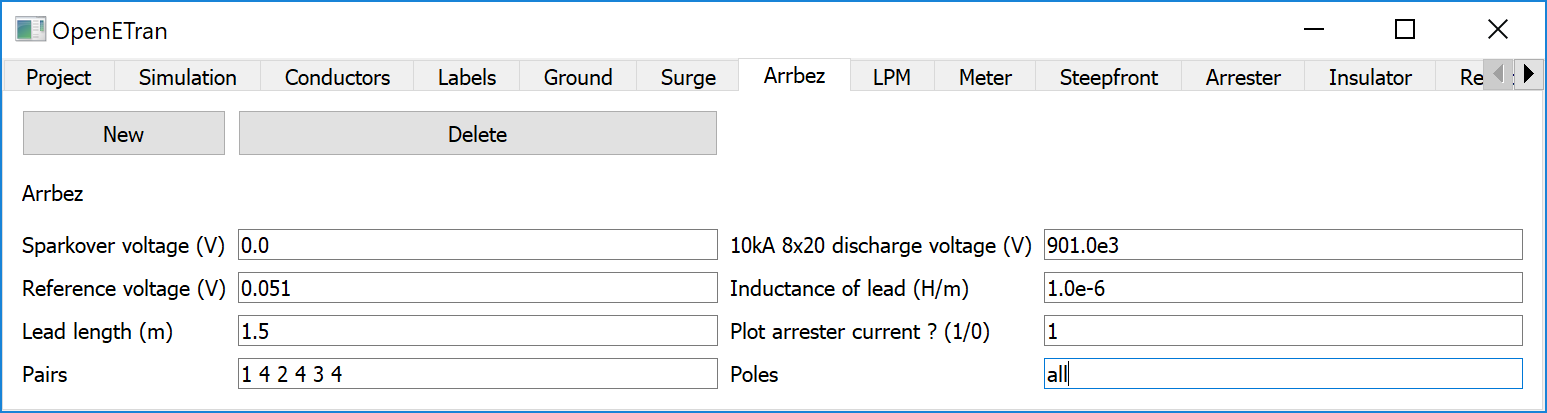 OpenETran
Project Simulation Conductors Labels Ground Surge Arrbez LPM Meter Steepfront Arrester Insulator
New Delete
Arrbez
Sparkover voltage (V) 0.0 10kA 8x20 discharge voltage (V) 901.0e3
Reference voltage (V) 0.051 Inductance of lead (H/m) 1.0e-6
Lead length (m) 1.5 Plot arrester current ? (1/0) 1
Pairs 1 4 2 4 3 4 Poles all